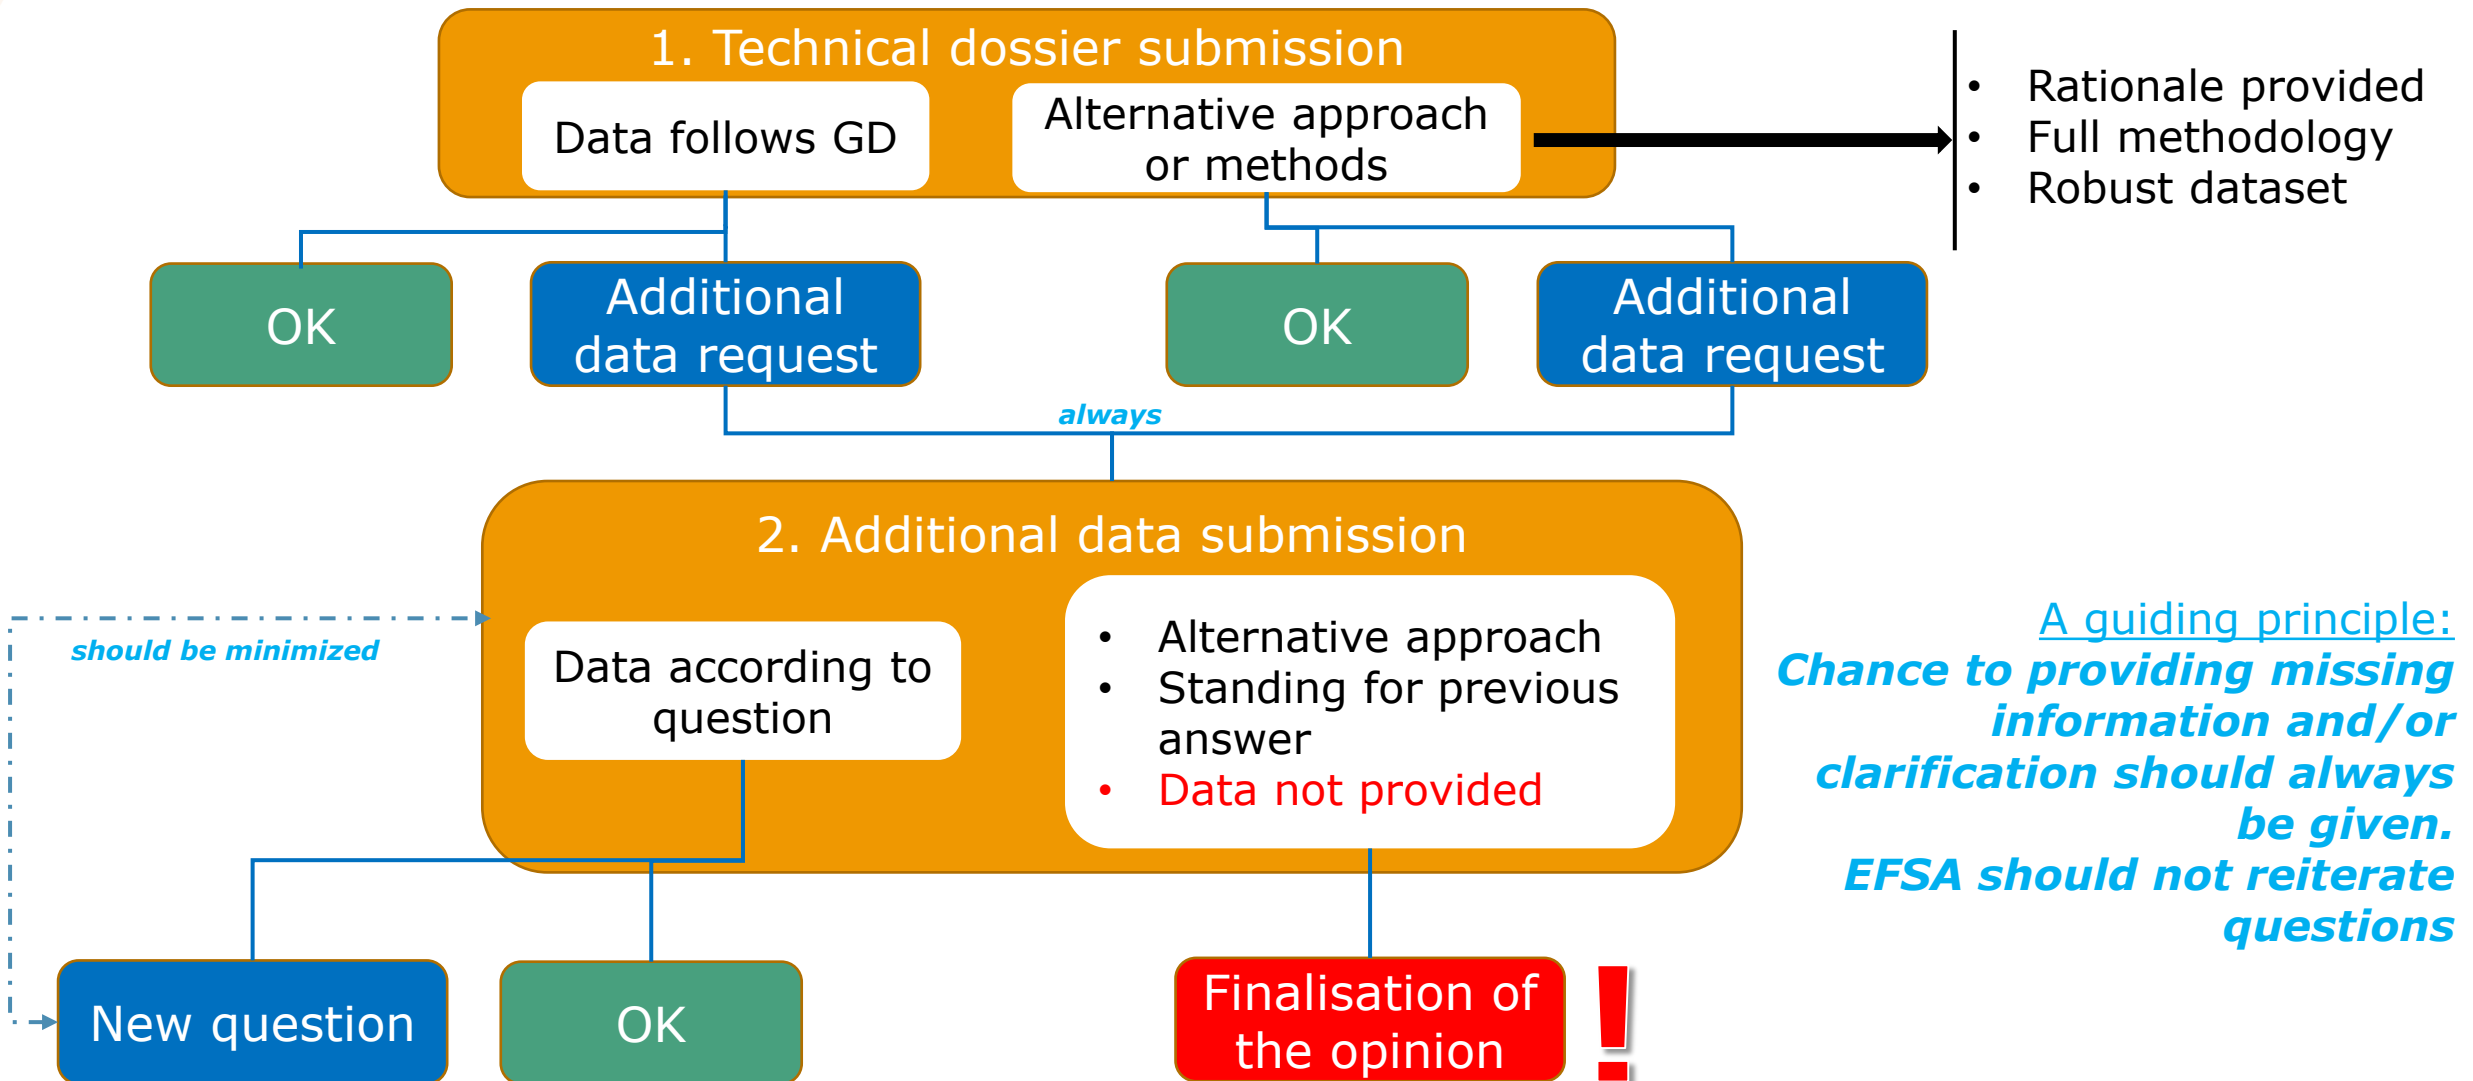 1. Technical dossier submission
Data follows GD
Alternative approach
or methods
• Rationale provided
• Full methodology
• Robust dataset
OK
Additional
data request
OK
Additional
data request
always
2. Additional data submission
should be minimized
Data according to
question
• Alternative approach
• Standing for previous
answer
• Data not provided
A guiding principle:
Chance to providing missing
information and/or
clarification should always
be given.
EFSA should not reiterate
questions
New question
OK
Finalisation of
the opinion
!